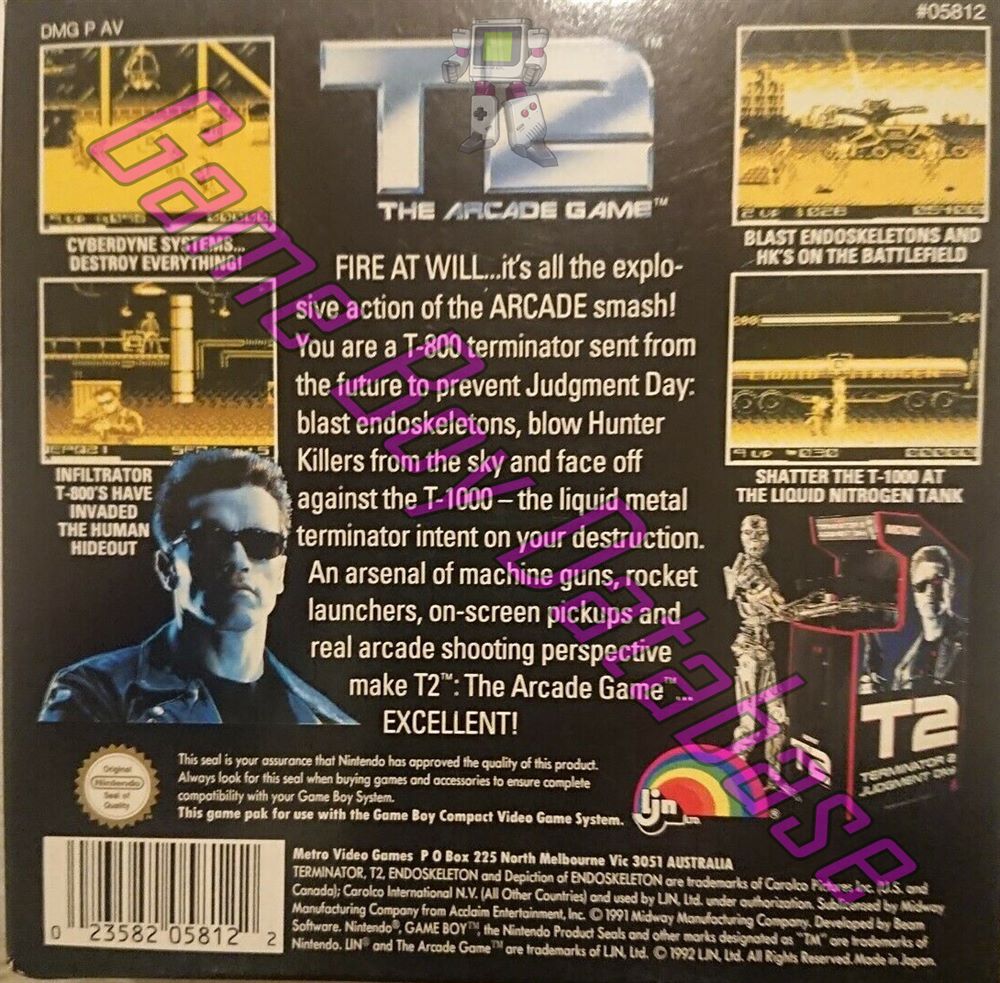 DMG P AV
#05812
T2™
THE ARCADE GAME™
CYBERDYNE SYSTEMS...
DESTROY EVERYTHING!
BLAST ENDOSKELETONS AND
HK'S ON THE BATTLEFIELD
INFILTRATOR
T-800'S HAVE
INVADED
THE HUMAN
HIDEOUT
LIQUID NITROGEN
SHATTER THE T-1000 AT
THE LIQUID NITROGEN TANK
FIRE AT WILL...it's all the explo-
sive action of the ARCADE smash!
You are a T-800 terminator sent from
the future to prevent Judgment Day:
blast endoskeletons, blow Hunter
Killers from the sky and face off
against the T-1000 – the liquid metal
terminator intent on your destruction.
An arsenal of machine guns, rocket
launchers, on-screen pickups and
real arcade shooting perspective
make T2™: The Arcade Game™...
EXCELLENT!
MIDWAY
T2
T2
TERMINATOR 2
JUDGMENT DAY
Original
Nintendo
Seal of
Quality
This seal is your assurance that Nintendo has approved the quality of this product.
Always look for this seal when buying games and accessories to ensure complete
compatibility with your Game Boy System.
This game pak for use with the Game Boy Compact Video Game System.
LJN LTD.
®
Metro Video Games P O Box 225 North Melbourne Vic 3051 AUSTRALIA
TERMINATOR, T2, ENDOSKELETON and Depiction of ENDOSKELETON are trademarks of Carolco Pictures Inc. (U.S. and
Canada); Carolco International N.V. (All Other Countries) and used by LJN, Ltd. under authorization. Sublicensed by Midway
Manufacturing Company from Acclaim Entertainment, Inc. © 1991 Midway Manufacturing Company. Developed by Beam
Software. Nintendo®, GAME BOY™, the Nintendo Product Seals and other marks designated as "TM" are trademarks of
Nintendo. LJN® and The Arcade Game™ are trademarks of LJN, Ltd. © 1992 LJN, Ltd. All Rights Reserved. Made in Japan.
0 23582 05812 2
Game Boy Database